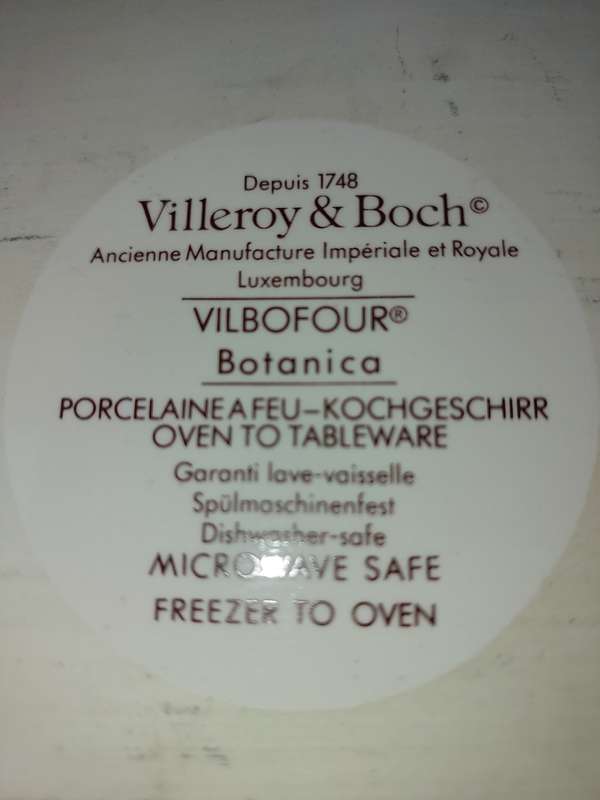 Depuis 1748
Villeroy & Boch©
Ancienne Manufacture Impériale et Royale
Luxembourg
VILBOFOUR®
Botanica
PORCELAINE A FEU–KOCHGESCHIRR
OVEN TO TABLEWARE
Garanti lave-vaisselle
Spülmaschinenfest
Dishwasher-safe
MICROWAVE SAFE
FREEZER TO OVEN